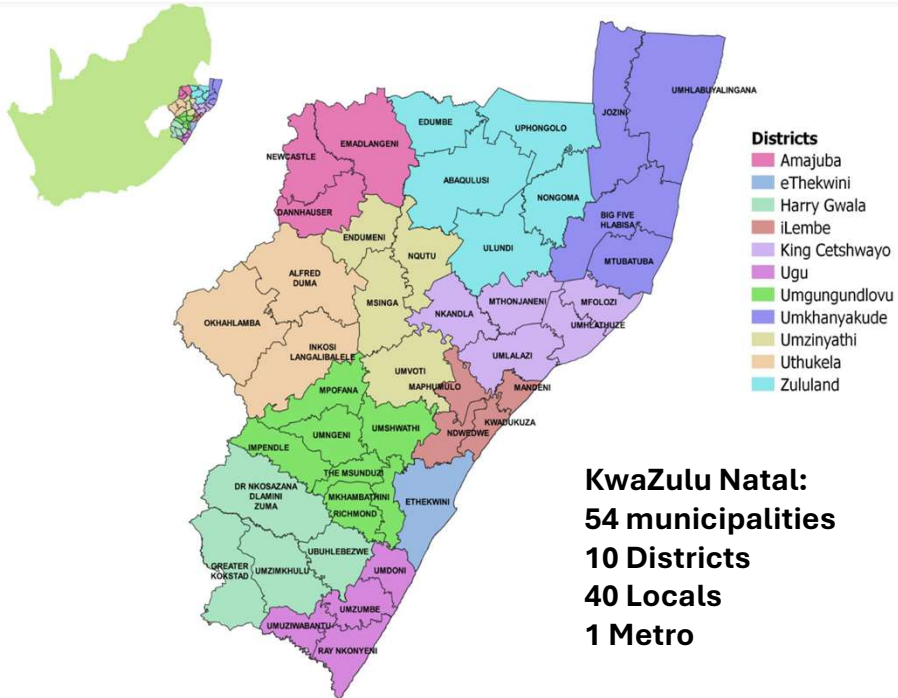 EDUMBE
UPHONGOLO
JOZINI
UMHLABUYALINGANA
NEWCASTLE
EMADLANGENI
DANNHAUSER
ABAQULUSI
NONGOMA
ULUNDI
BIG FIVE
HLABISA
MTUBATUBA
ENDUMENI
NQUTU
MSINGA
ALFRED
DUMA
OKHAHLAMBA
INKOSI
LANGALIBALELE
NKANDLA
MTHONJANENI
MFOLOZI
UMHLATHUZE
UMLALAZI
UMVOTI
MAPHUMULO
MANDENI
KWADUKUZA
NDWEDWE
MPOFANA
UMSHWATHI
UMNGENI
IMPENDLE
THE MSUNDUZI
MKHAMBATHINI
RICHMOND
ETHEKWINI
DR NKOSAZANA
DLAMINI
ZUMA
UBUHLEBEZWE
GREATER
KOKSTAD
UMZIMKHULU
UMDONI
UMZUMBE
UMUZIWABANTU
RAY NKONYENI
Districts
Amajuba
eThekwini
Harry Gwala
iLembe
King Cetshwayo
Ugu
Umgungundlovu
Umkhanyakude
Umzinyathi
Uthukela
Zululand
KwaZulu Natal:
54 municipalities
10 Districts
40 Locals
1 Metro